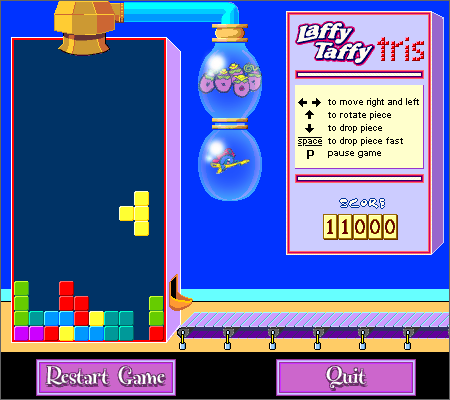 Laffy
Taffy
tris
to move right and left
to rotate piece
to drop piece
space to drop piece fast
P pause game
SCORE
11000
Restart Game
Quit